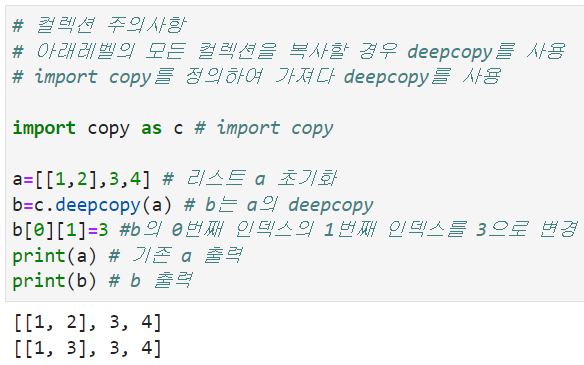 # 컬렉션 주의사항
# 아래레벨의 모든 컬렉션을 복사할 경우 deepcopy를 사용
# import copy를 정의하여 가져다 deepcopy를 사용
import copy as c # import copy
a=[[1,2],3,4] # 리스트 a 초기화
b=c.deepcopy(a) # b는 a의 deepcopy
b[0][1]=3 #b의 0번째 인덱스의 1번째 인덱스를 3으로 변경
print(a) # 기존 a 출력
print(b) # b 출력
[[1, 2], 3, 4]
[[1, 3], 3, 4]